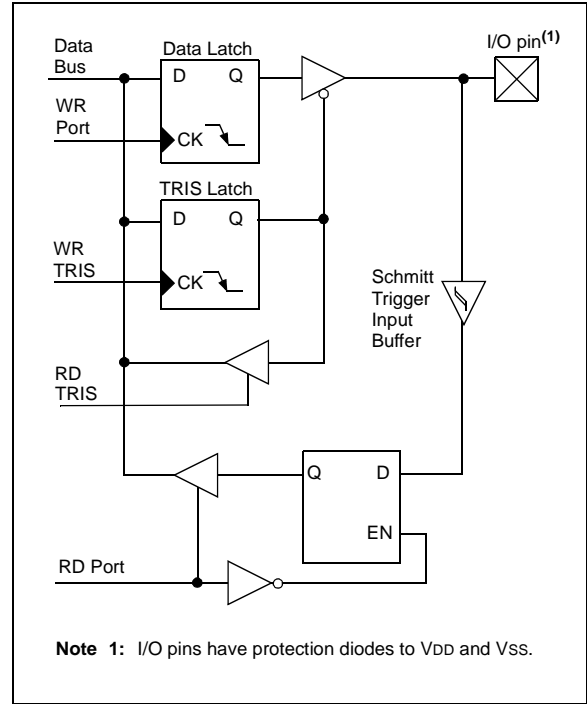 Data
Bus
Data Latch
I/O pin(1)
D Q
WR
Port
CK
TRIS Latch
D Q
WR
TRIS
CK
Schmitt
Trigger
Input
Buffer
RD
TRIS
Q D
EN
RD Port
Note 1: I/O pins have protection diodes to VDD and VSS.